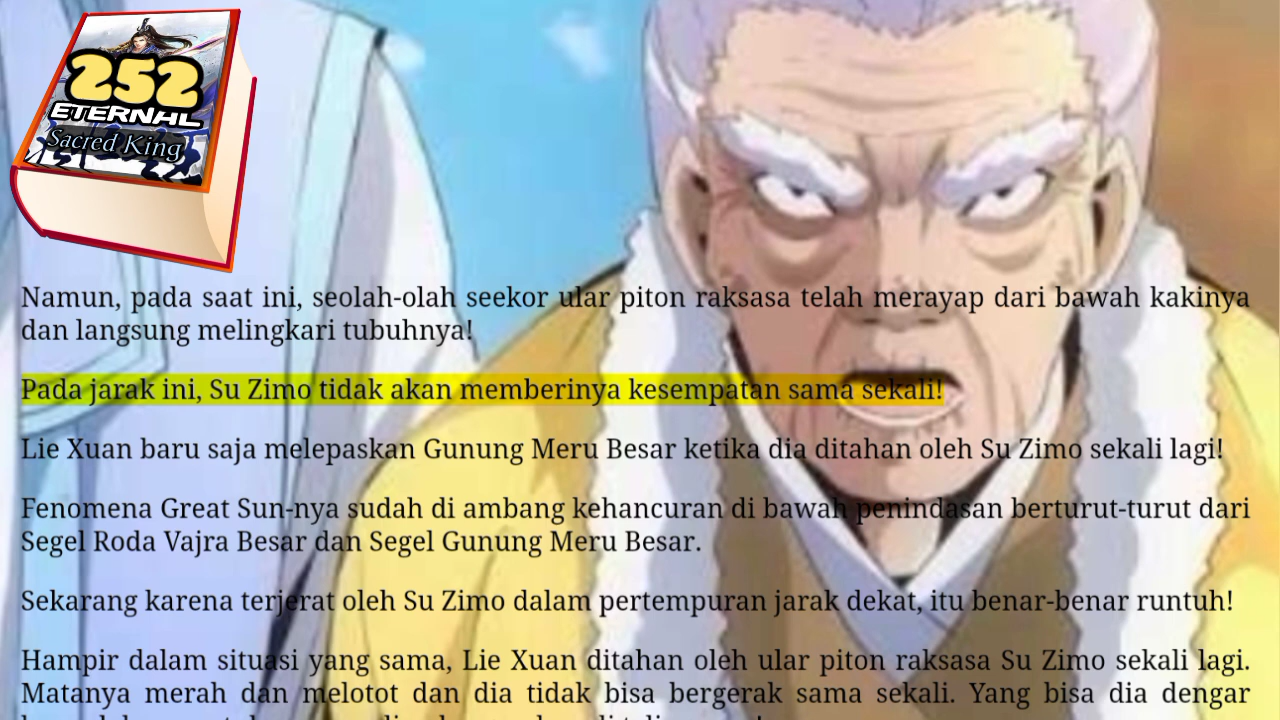 252
ETERNAL
Sacred King
Namun, pada saat ini, seolah-olah seekor ular piton raksasa telah merayap dari bawah kakinya
dan langsung melingkari tubuhnya!
Pada jarak ini, Su Zimo tidak akan memberinya kesempatan sama sekali!
Lie Xuan baru saja melepaskan Gunung Meru Besar ketika dia ditahan oleh Su Zimo sekali lagi!
Fenomena Great Sun-nya sudah di ambang kehancuran di bawah penindasan berturut-turut dari
Segel Roda Vajra Besar dan Segel Gunung Meru Besar.
Sekarang karena terjerat oleh Su Zimo dalam pertempuran jarak dekat, itu benar-benar runtuh!
Hampir dalam situasi yang sama, Lie Xuan ditahan oleh ular piton raksasa Su Zimo sekali lagi.
Matanya merah dan melotot dan dia tidak bisa bergerak sama sekali. Yang bisa dia dengar